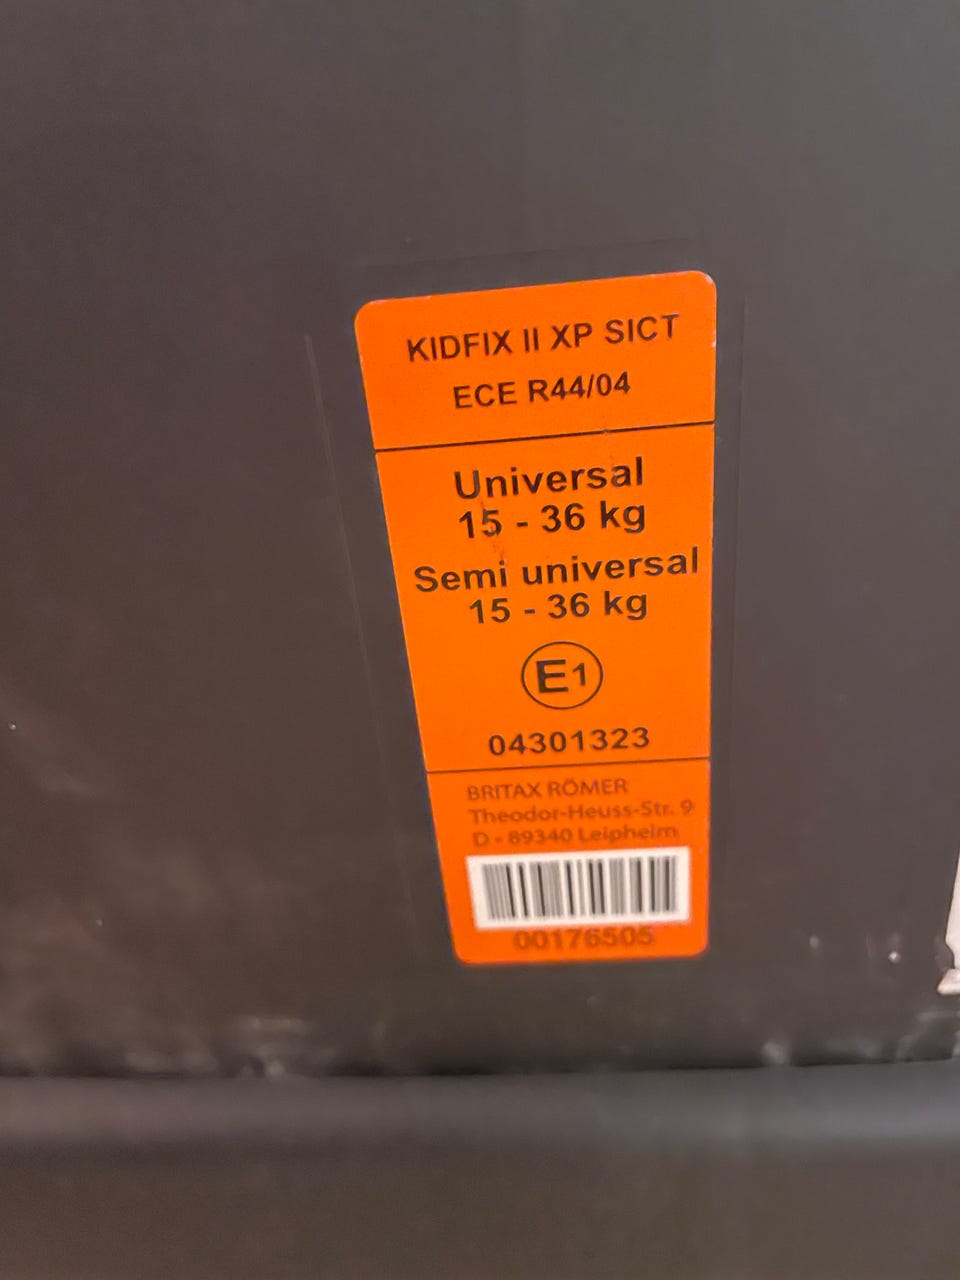 KIDFIX II XP SICT
ECE R44/04
Universal
15 - 36 kg
Semi universal
15 - 36 kg
E1
04301323
BRITAX RÖMER
Theodor-Heuss-Str. 9
D - 89340 Leipheim
00176505